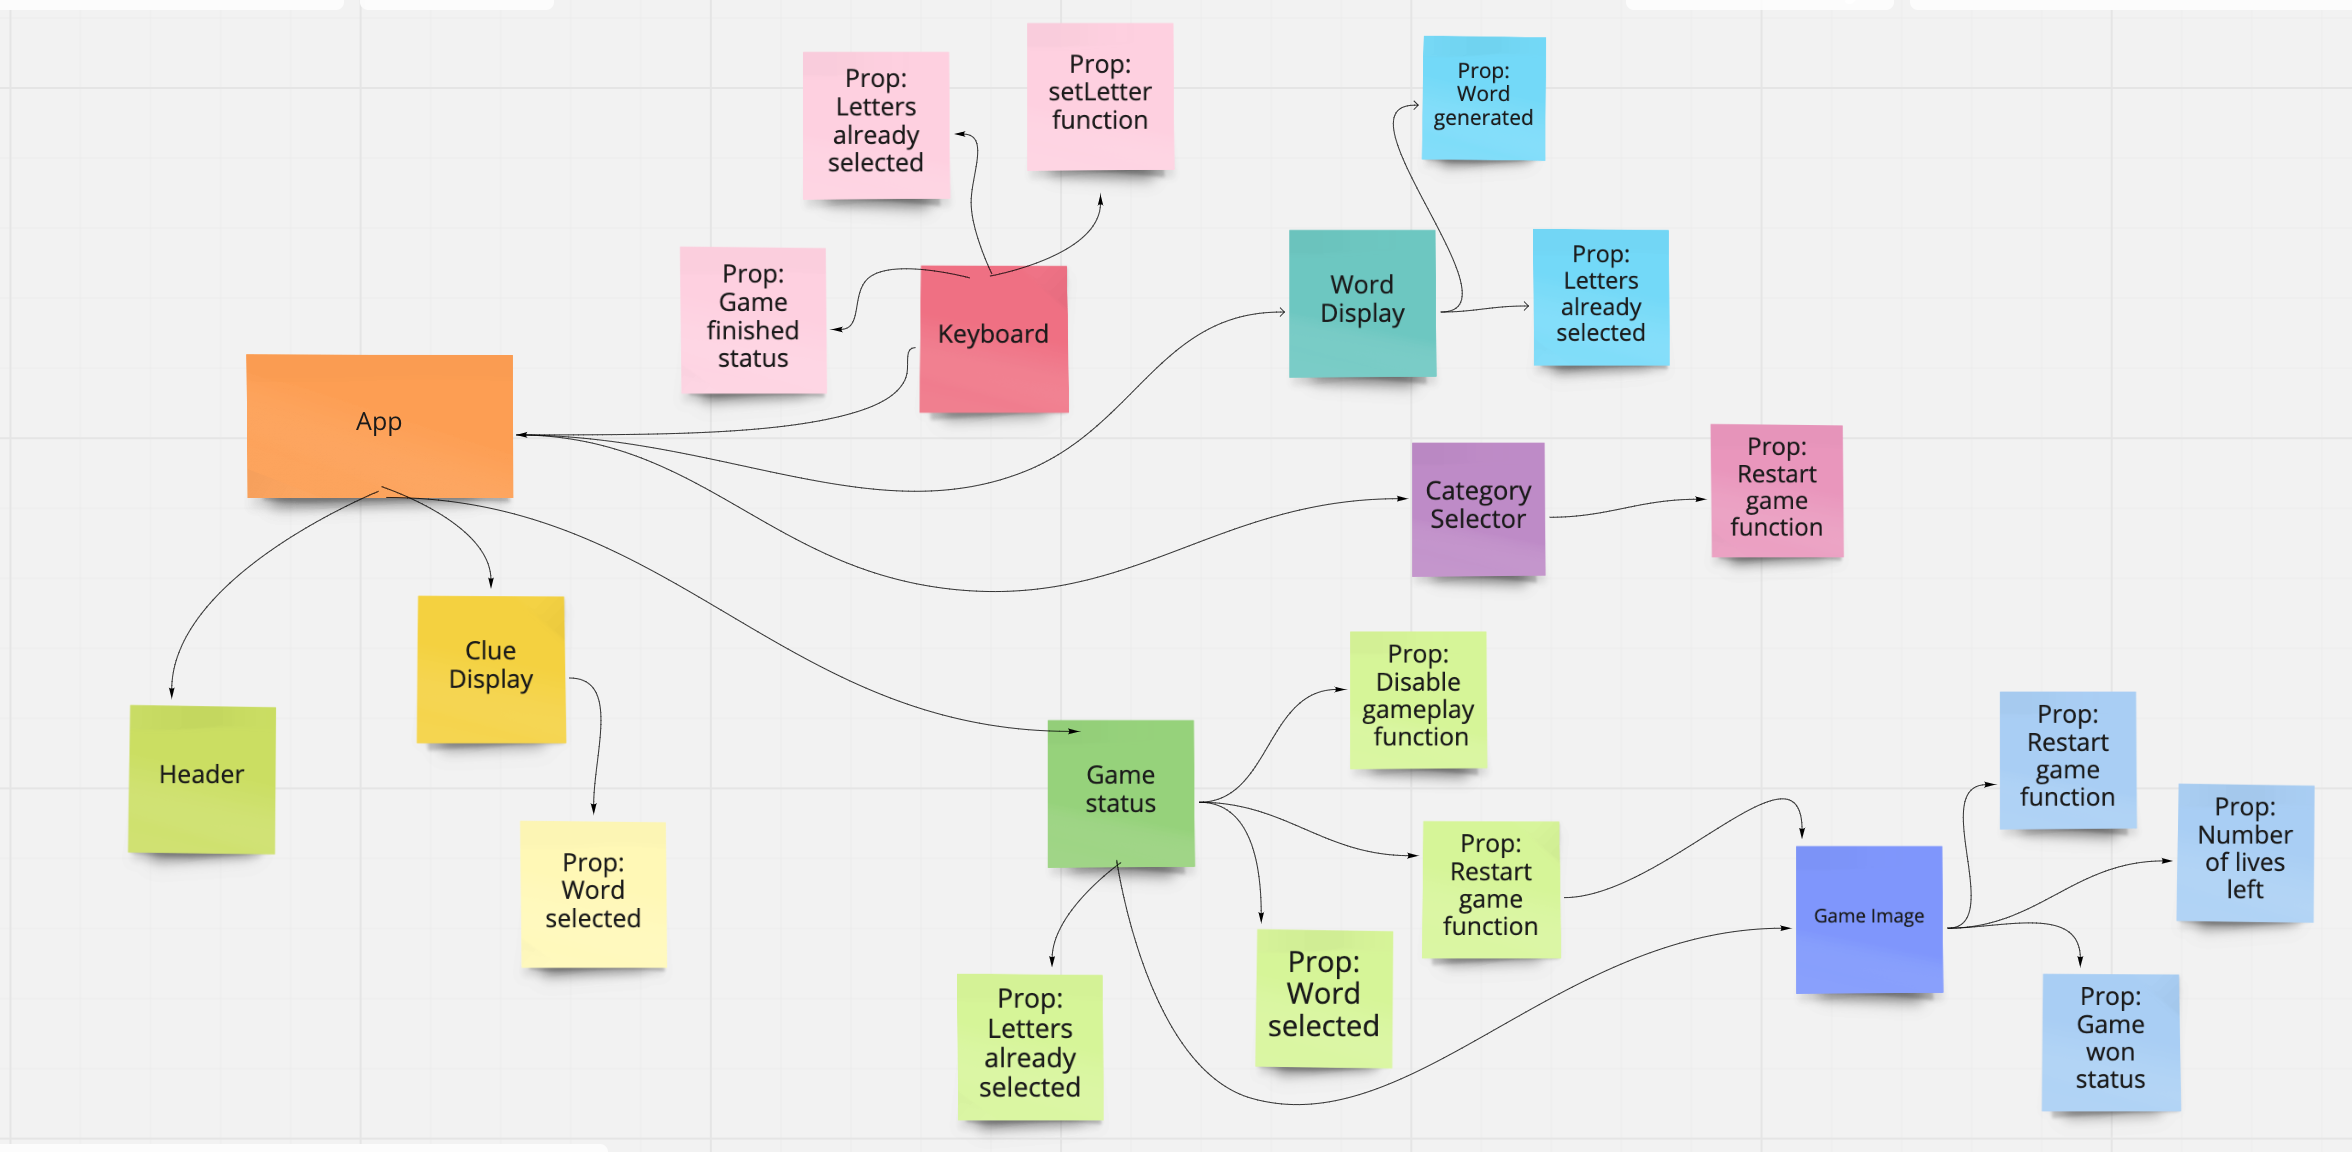 Prop:
Letters
already
selected
Prop:
setLetter
function
Prop:
Word
generated
Prop:
Game
finished
status
Keyboard
Word
Display
Prop:
Letters
already
selected
App
Category
Selector
Prop:
Restart
game
function
Clue
Display
Header
Prop:
Word
selected
Game
status
Prop:
Disable
gameplay
function
Prop:
Restart
game
function
Prop:
Word
selected
Prop:
Letters
already
selected
Game Image
Prop:
Restart
game
function
Prop:
Number
of lives
left
Prop:
Game
won
status